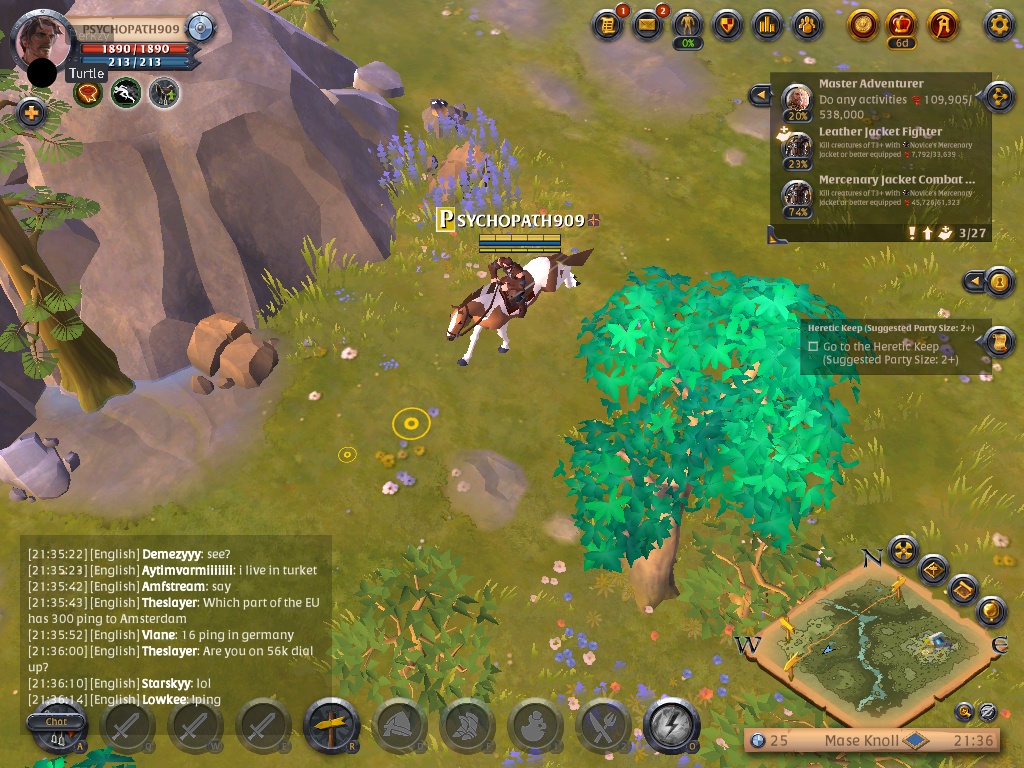 PSYCHOPATH909
1890 / 1890
213 / 213
Turtle
1
2
0%
6d
Master Adventurer
Do any activities 109,905/
538,000
20%
Leather Jacket Fighter
Kill creatures of T3+ with Novice's Mercenary
Jacket or better equipped 7,792/33,639
23%
Mercenary Jacket Combat ...
Kill creatures of T3+ with Novice's Mercenary
Jacket or better equipped 45,726/61,323
74%
3/27
PSYCHOPATH909
Heretic Keep (Suggested Party Size: 2+)
Go to the Heretic Keep
(Suggested Party Size: 2+)
[21:35:22] [English] Demezyyy: see?
[21:35:23] [English] Aytimvarmiiiiiii: i live in turket
[21:35:42] [English] Amfstream: say
[21:35:43] [English] Theslayer: Which part of the EU
has 300 ping to Amsterdam
[21:35:52] [English] Vlane: 16 ping in germany
[21:36:00] [English] Theslayer: Are you on 56k dial
up?
[21:36:10] [English] Starskyy: lol
[21:36:14] [English] Lowkee: !ping
Chat
A
Q
W
E
R
D
F
O
N
W
E
25 Mase Knoll 21:36